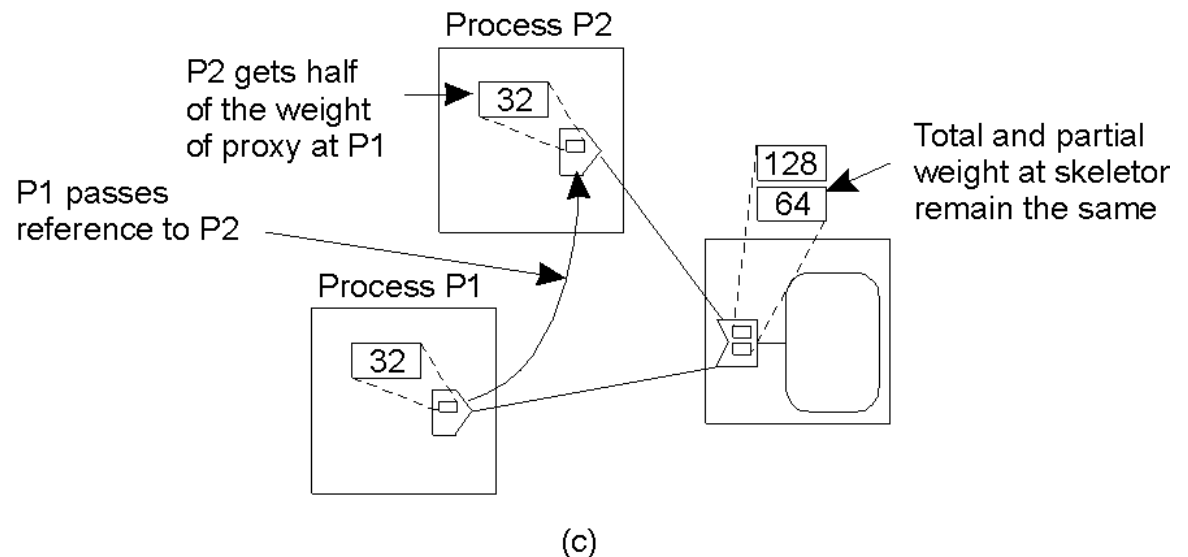 Process P2
P2 gets half
of the weight
of proxy at P1
32
Total and partial
weight at skeletor
remain the same
128
64
P1 passes
reference to P2
Process P1
32
(c)